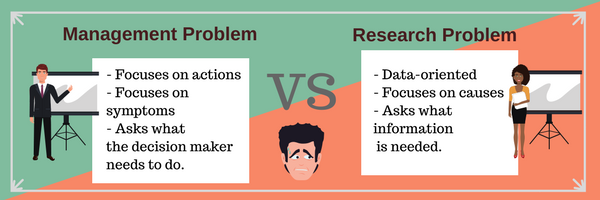 Management Problem
- Focuses on actions
- Focuses on
symptoms
- Asks what
the decision maker
needs to do.
VS
Research Problem
- Data-oriented
- Focuses on causes
- Asks what
information
is needed.